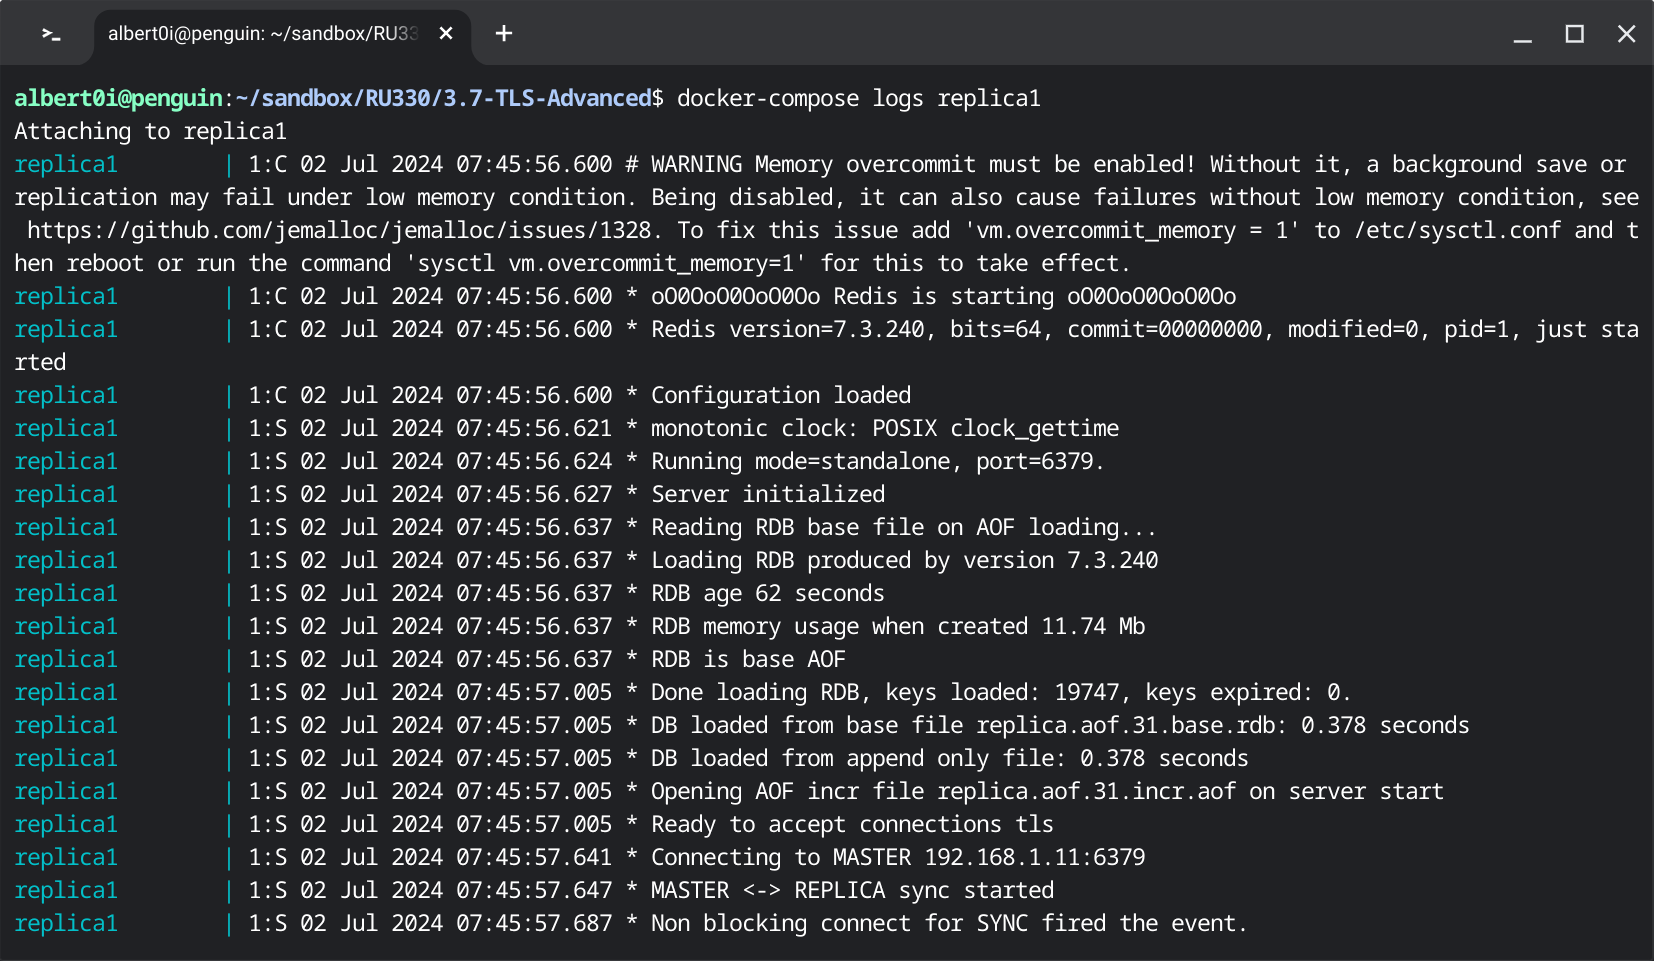 albert0i@penguin: ~/sandbox/RU33
albert0i@penguin:~/sandbox/RU330/3.7-TLS-Advanced$ docker-compose logs replica1
Attaching to replica1
replica1        | 1:C 02 Jul 2024 07:45:56.600 # WARNING Memory overcommit must be enabled! Without it, a background save or
replication may fail under low memory condition. Being disabled, it can also cause failures without low memory condition, see
 https://github.com/jemalloc/jemalloc/issues/1328. To fix this issue add 'vm.overcommit_memory = 1' to /etc/sysctl.conf and t
hen reboot or run the command 'sysctl vm.overcommit_memory=1' for this to take effect.
replica1        | 1:C 02 Jul 2024 07:45:56.600 * oO0OoO0OoO0Oo Redis is starting oO0OoO0OoO0Oo
replica1        | 1:C 02 Jul 2024 07:45:56.600 * Redis version=7.3.240, bits=64, commit=00000000, modified=0, pid=1, just sta
rted
replica1        | 1:C 02 Jul 2024 07:45:56.600 * Configuration loaded
replica1        | 1:S 02 Jul 2024 07:45:56.621 * monotonic clock: POSIX clock_gettime
replica1        | 1:S 02 Jul 2024 07:45:56.624 * Running mode=standalone, port=6379.
replica1        | 1:S 02 Jul 2024 07:45:56.627 * Server initialized
replica1        | 1:S 02 Jul 2024 07:45:56.637 * Reading RDB base file on AOF loading...
replica1        | 1:S 02 Jul 2024 07:45:56.637 * Loading RDB produced by version 7.3.240
replica1        | 1:S 02 Jul 2024 07:45:56.637 * RDB age 62 seconds
replica1        | 1:S 02 Jul 2024 07:45:56.637 * RDB memory usage when created 11.74 Mb
replica1        | 1:S 02 Jul 2024 07:45:56.637 * RDB is base AOF
replica1        | 1:S 02 Jul 2024 07:45:57.005 * Done loading RDB, keys loaded: 19747, keys expired: 0.
replica1        | 1:S 02 Jul 2024 07:45:57.005 * DB loaded from base file replica.aof.31.base.rdb: 0.378 seconds
replica1        | 1:S 02 Jul 2024 07:45:57.005 * DB loaded from append only file: 0.378 seconds
replica1        | 1:S 02 Jul 2024 07:45:57.005 * Opening AOF incr file replica.aof.31.incr.aof on server start
replica1        | 1:S 02 Jul 2024 07:45:57.005 * Ready to accept connections tls
replica1        | 1:S 02 Jul 2024 07:45:57.641 * Connecting to MASTER 192.168.1.11:6379
replica1        | 1:S 02 Jul 2024 07:45:57.647 * MASTER <-> REPLICA sync started
replica1        | 1:S 02 Jul 2024 07:45:57.687 * Non blocking connect for SYNC fired the event.